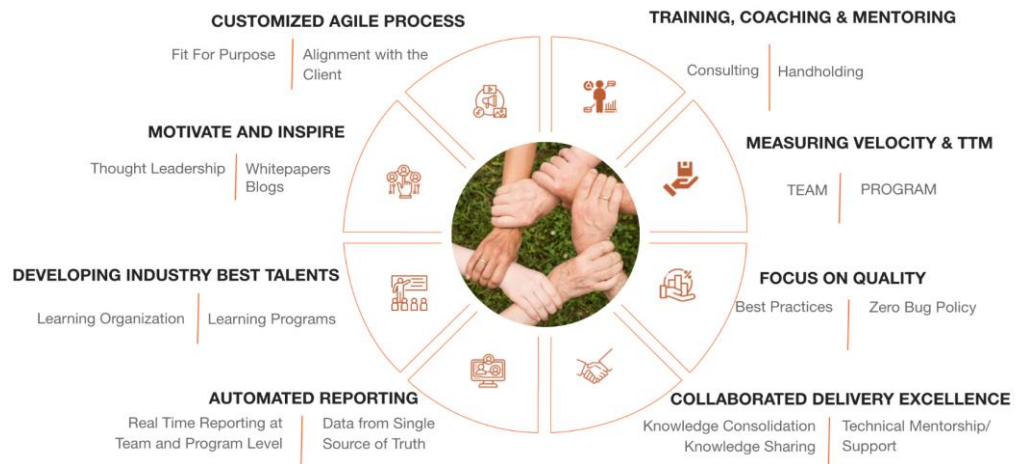 CUSTOMIZED AGILE PROCESS
Fit For Purpose
Alignment with the
Client
TRAINING, COACHING & MENTORING
Consulting
Handholding
MOTIVATE AND INSPIRE
Thought Leadership
Whitepapers
Blogs
MEASURING VELOCITY & TTM
TEAM
PROGRAM
DEVELOPING INDUSTRY BEST TALENTS
Learning Organization
Learning Programs
FOCUS ON QUALITY
Best Practices
Zero Bug Policy
AUTOMATED REPORTING
Real Time Reporting at
Team and Program Level
Data from Single
Source of Truth
COLLABORATED DELIVERY EXCELLENCE
Knowledge Consolidation
Knowledge Sharing
Technical Mentorship/
Support